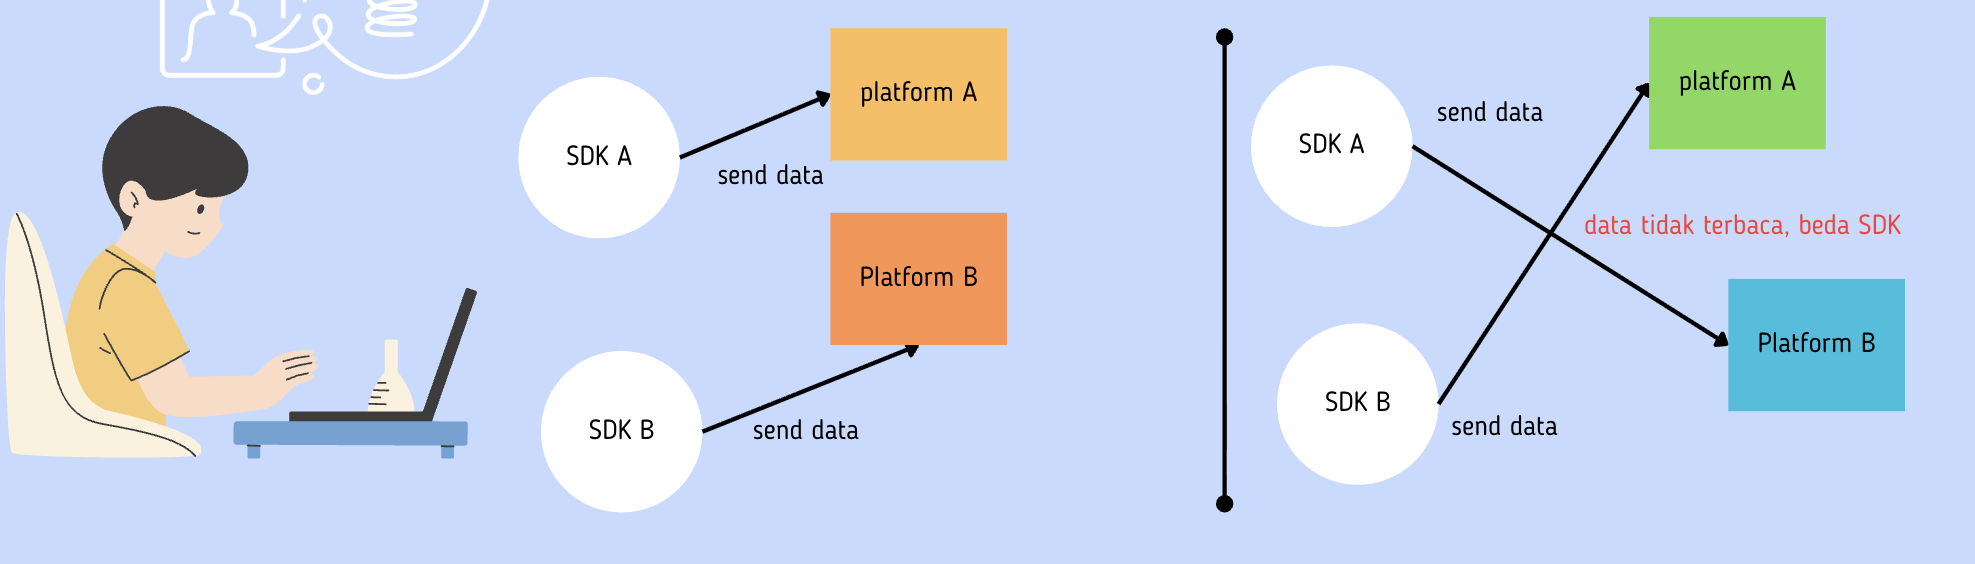 SDK A
platform A
send data
Platform B
SDK B
send data
platform A
send data
SDK A
data tidak terbaca, beda SDK
Platform B
SDK B
send data